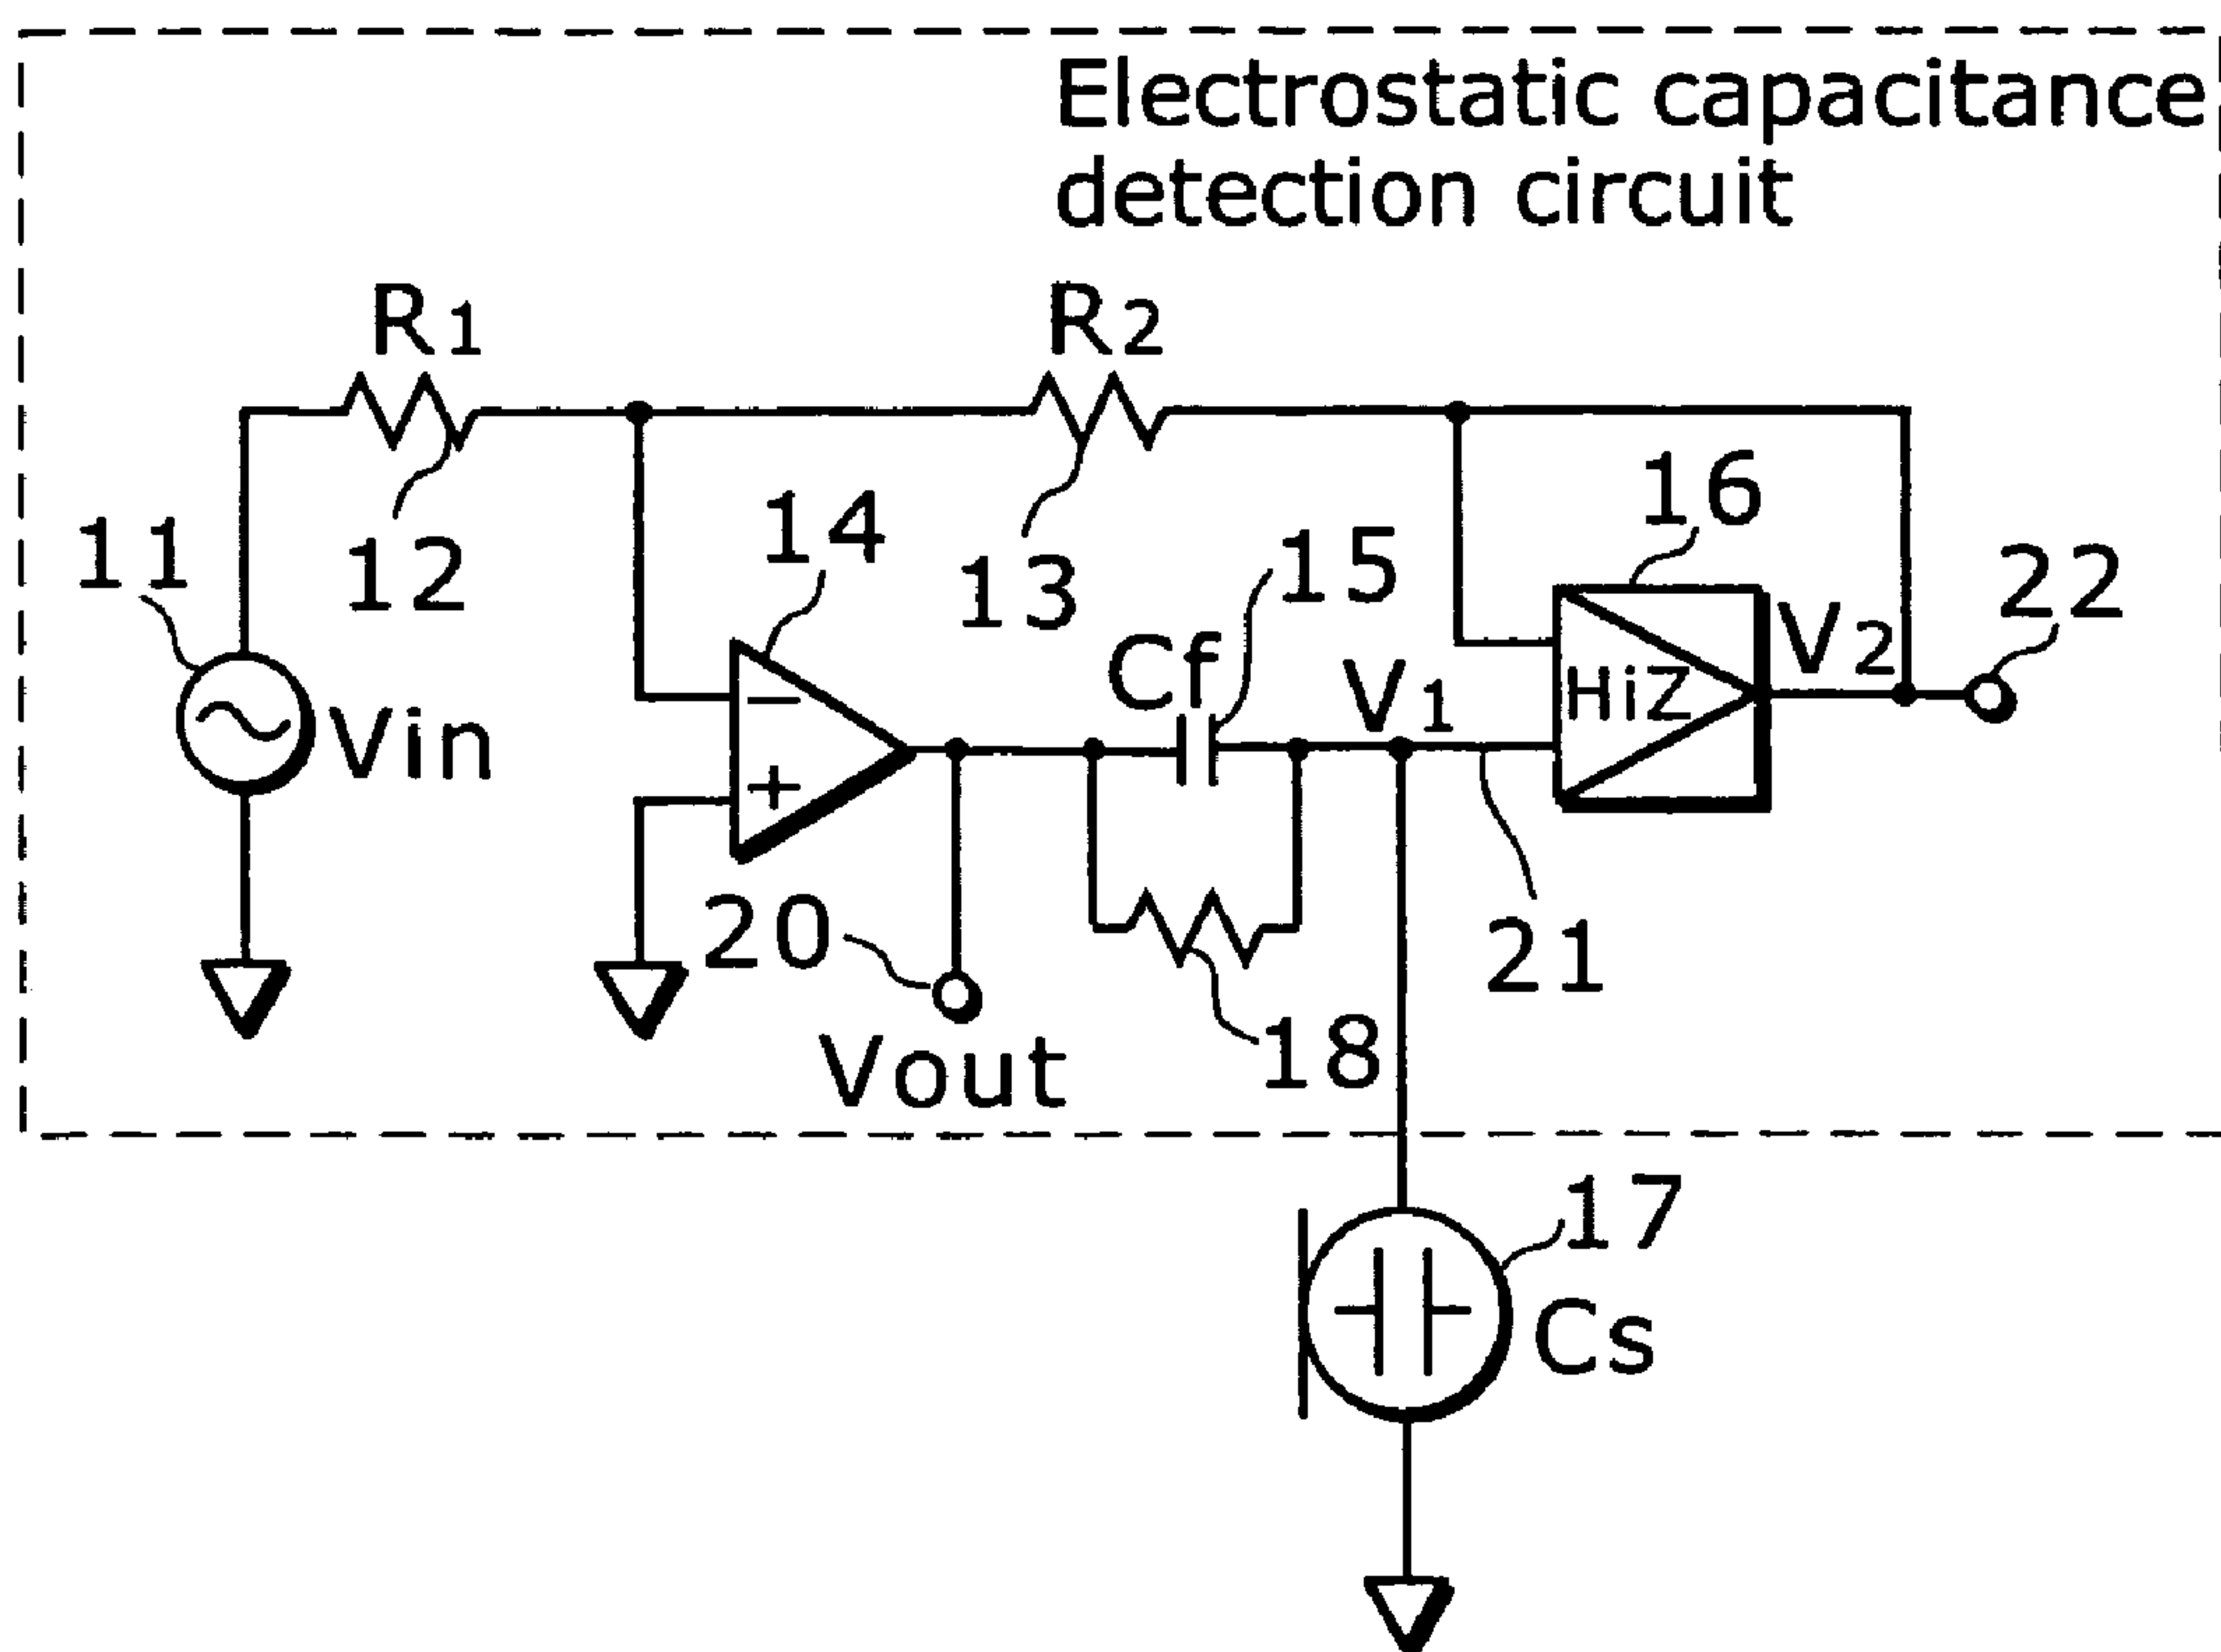 Electrostatic capacitance
detection circuit
R1
R2
11
12
14
13
15
16
22
Cf
V1
HiZ
V2
Vin
−
+
20
Vout
18
21
17
Cs